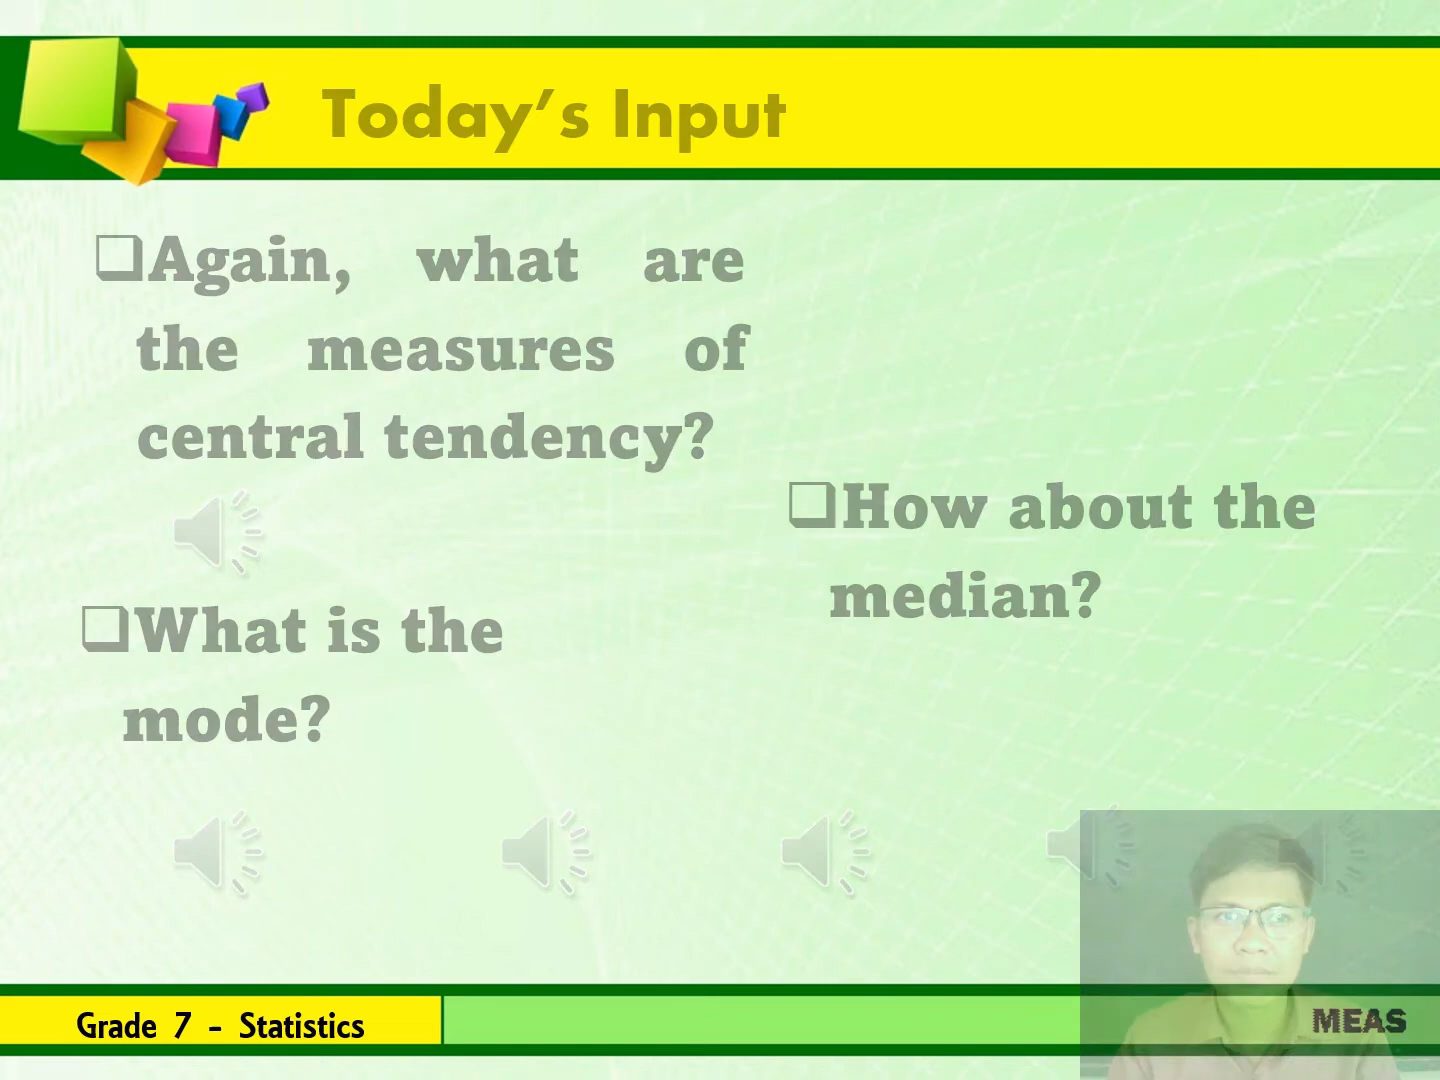 Today’s Input
❑Again, what are
the measures of
central tendency?
❑How about the
median?
❑What is the
mode?
Grade 7 - Statistics
MEAS